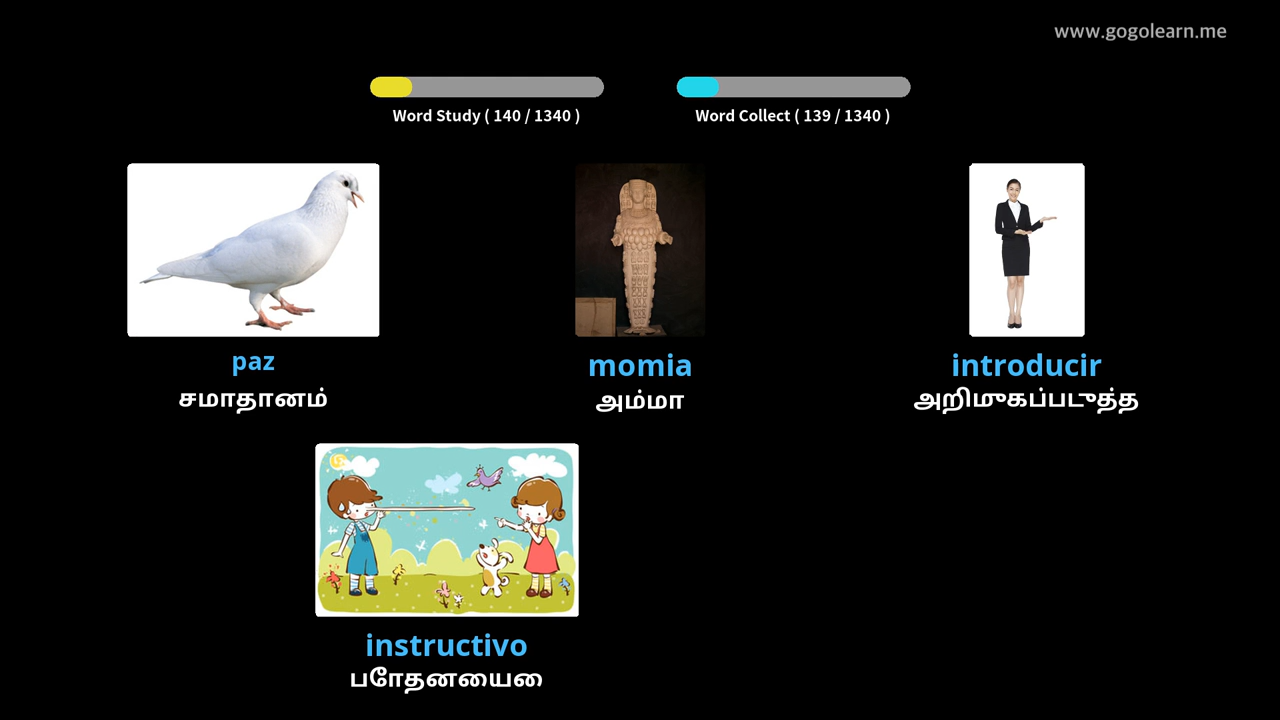 www.gogolearn.me
Word Study ( 140 / 1340 )
Word Collect ( 139 / 1340 )
paz
சமாதானம்
momia
அம்மா
introducir
அறிமுகப்படுத்த
instructivo
போதனையை